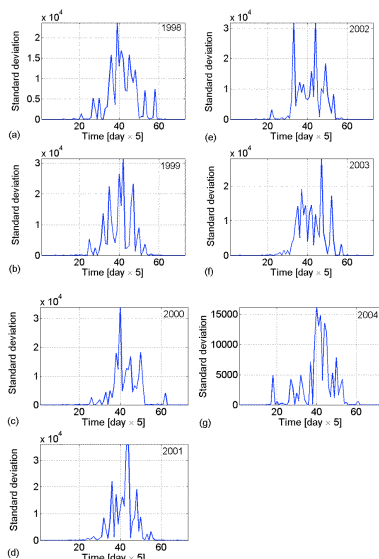 x 10⁴
1998
Standard deviation
2
1.5
1
0.5
0
20 40 60
(a)
Time [day × 5]
x 10⁴
1999
Standard deviation
3
2
1
0
20 40 60
(b)
Time [day × 5]
x 10⁴
2000
Standard deviation
3
2
1
0
20 40 60
(c)
Time [day × 5]
x 10⁴
2001
Standard deviation
3
2
1
0
20 40 60
(d)
Time [day × 5]
x 10⁴
2002
Standard deviation
3
2
1
0
20 40 60
(e)
Time [day × 5]
x 10⁴
2003
Standard deviation
2
1
0
20 40 60
(f)
Time [day × 5]
2004
Standard deviation
15000
10000
5000
0
20 40 60
(g)
Time [day × 5]